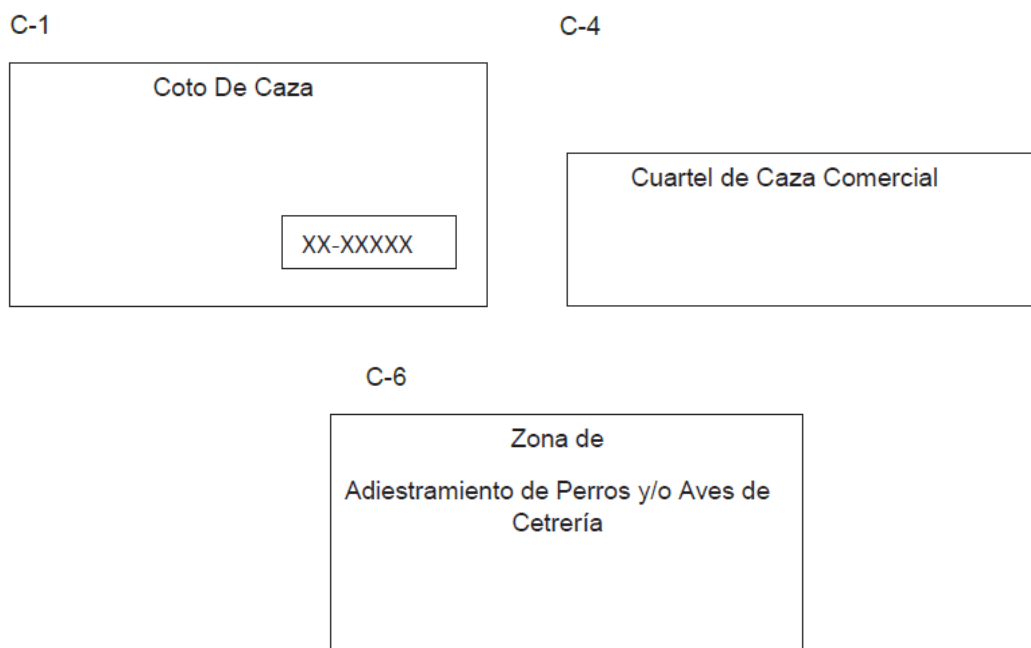 C-1
C-4
Coto De Caza
XX-XXXXX
Cuartel de Caza Comercial
C-6
Zona de
Adiestramiento de Perros y/o Aves de
Cetrería